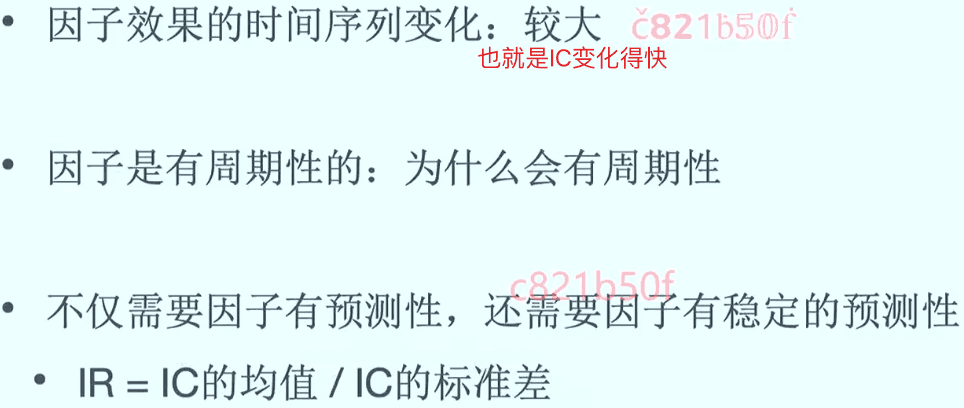 • 因子效果的时间序列变化：较大 c821b50f
也就是IC变化得快
• 因子是有周期性的：为什么会有周期性
c821b50f
• 不仅需要因子有预测性，还需要因子有稳定的预测性
• IR = IC的均值 / IC的标准差